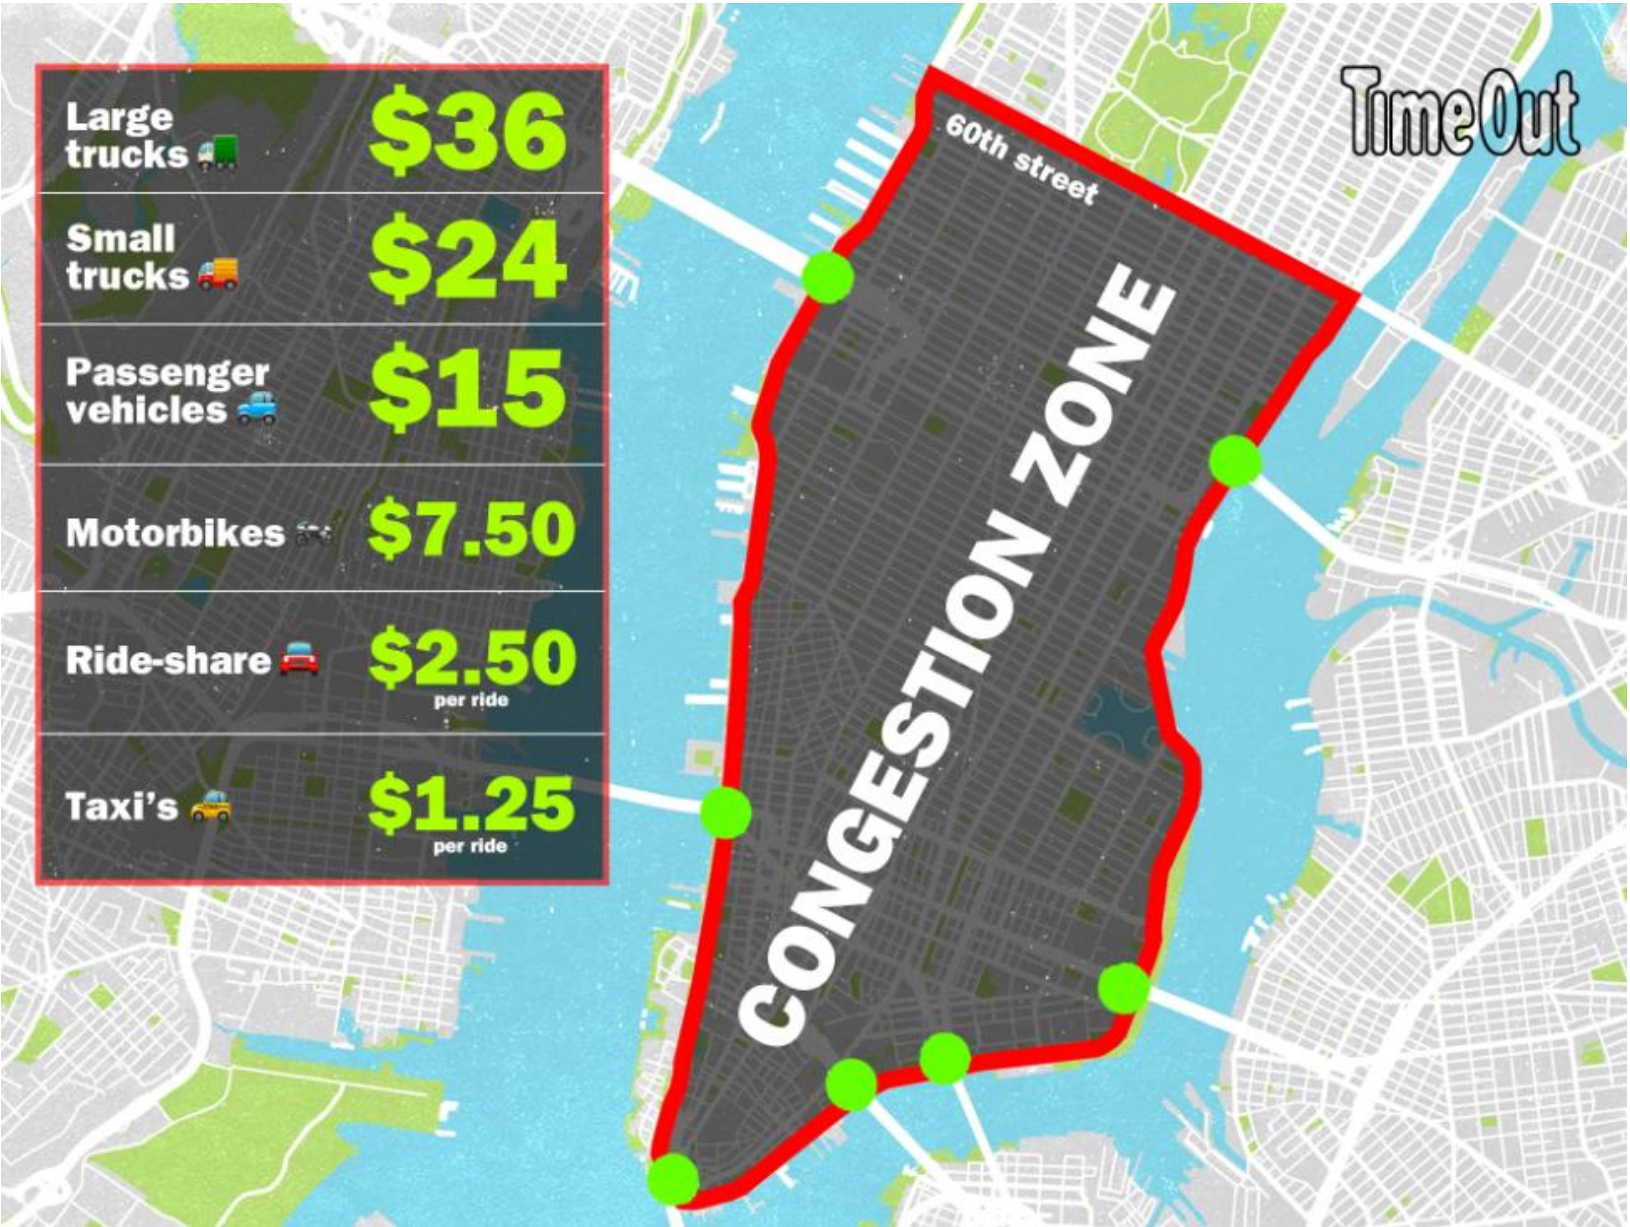 Large
trucks
$36
Small
trucks
$24
Passenger
vehicles
$15
Motorbikes
$7.50
Ride-share
$2.50
per ride
Taxi's
$1.25
per ride
60th street
CONGESTION ZONE
TimeOut